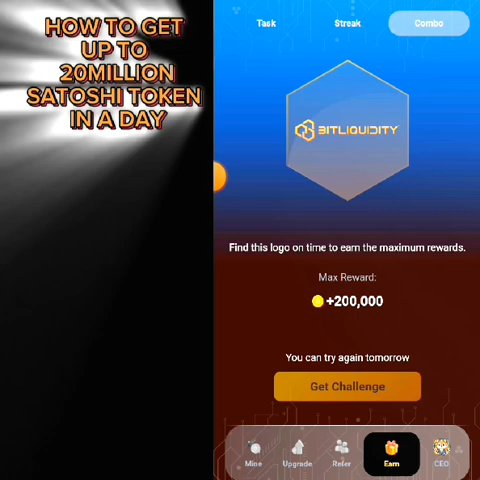 HOW TO GET
UP TO
20MILLION
SATOSHI TOKEN
IN A DAY
Task Streak Combo
BITLIQUIDITY
Find this logo on time to earn the maximum rewards.
Max Reward:
+200,000
You can try again tomorrow
Get Challenge
Mine Upgrade Refer Earn CEO